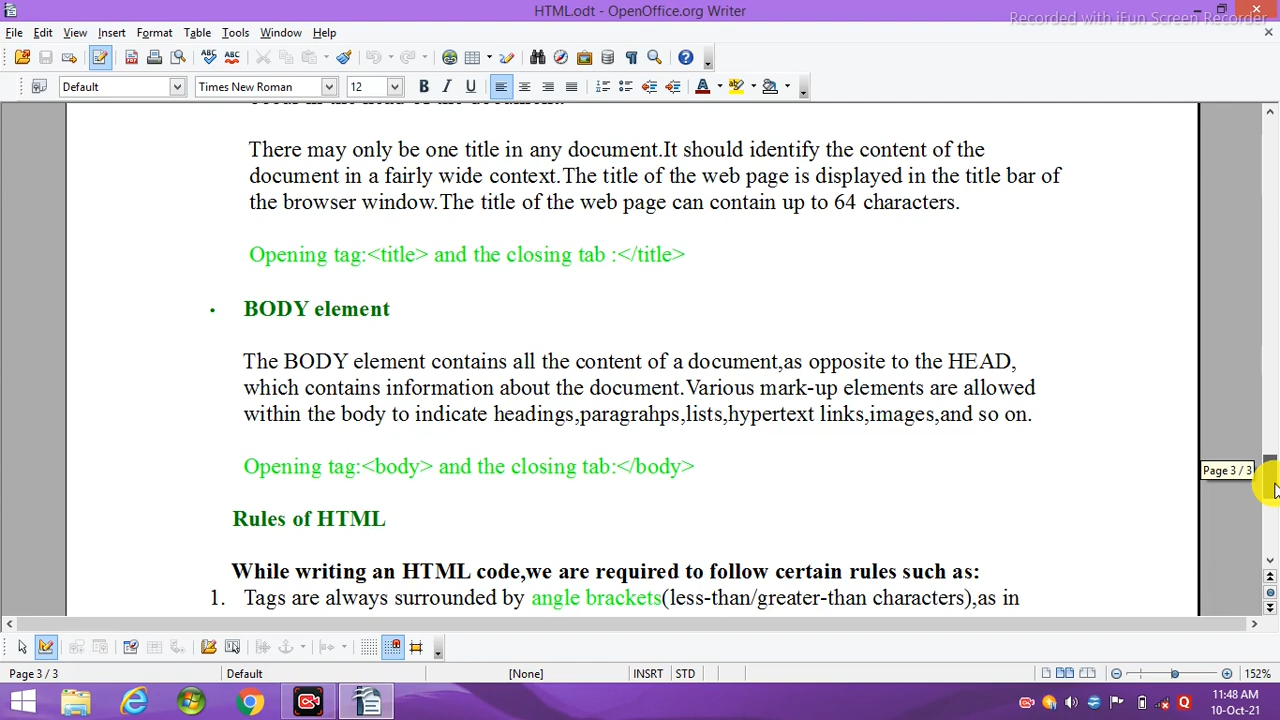 HTML.odt - OpenOffice.org Writer
Recorded with iFun Screen Recorder
File Edit View Insert Format Table Tools Window Help
Default Times New Roman 12
There may only be one title in any document.It should identify the content of the
document in a fairly wide context.The title of the web page is displayed in the title bar of
the browser window.The title of the web page can contain up to 64 characters.
Opening tag:<title> and the closing tab :</title>
• BODY element
The BODY element contains all the content of a document,as opposite to the HEAD,
which contains information about the document.Various mark-up elements are allowed
within the body to indicate headings,paragrahps,lists,hypertext links,images,and so on.
Opening tag:<body> and the closing tab:</body>
Page 3 / 3
Rules of HTML
While writing an HTML code,we are required to follow certain rules such as:
1. Tags are always surrounded by angle brackets(less-than/greater-than characters),as in
Page 3 / 3 Default [None] INSRT STD 152%
11:48 AM
10-Oct-21